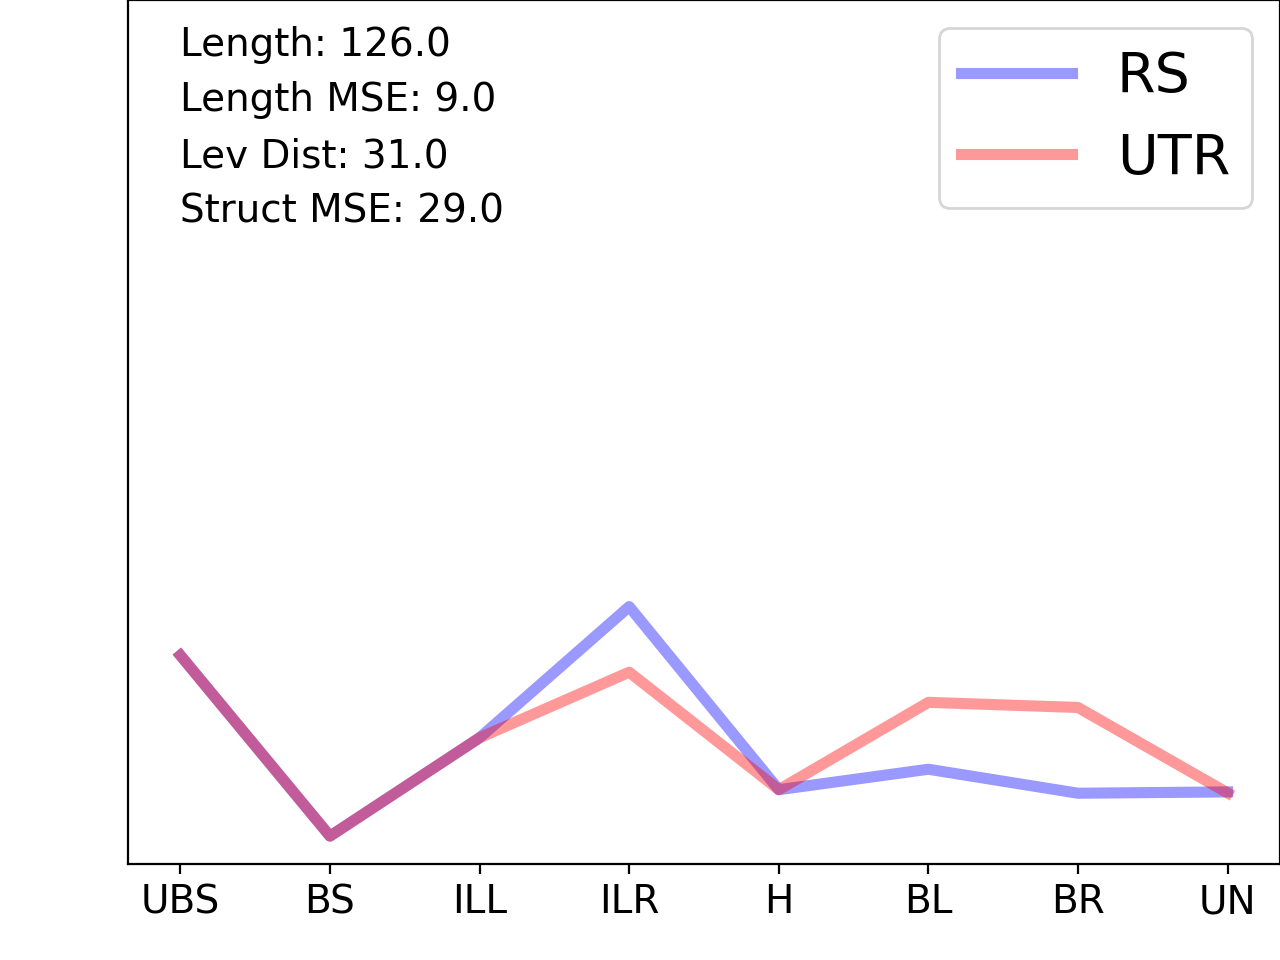 Length: 126.0
Length MSE: 9.0
Lev Dist: 31.0
Struct MSE: 29.0
RS
UTR
UBS BS ILL ILR H BL BR UN